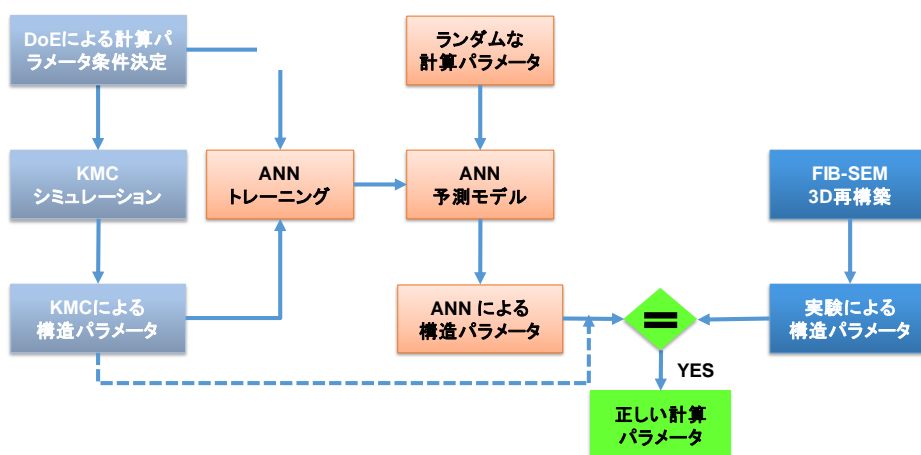 DoEによる計算パ
ラメータ条件決定
ランダムな
計算パラメータ
KMC
シミュレーション
ANN
トレーニング
ANN
予測モデル
FIB-SEM
3D再構築
KMCによる
構造パラメータ
ANN による
構造パラメータ
=
実験による
構造パラメータ
YES
正しい計算
パラメータ